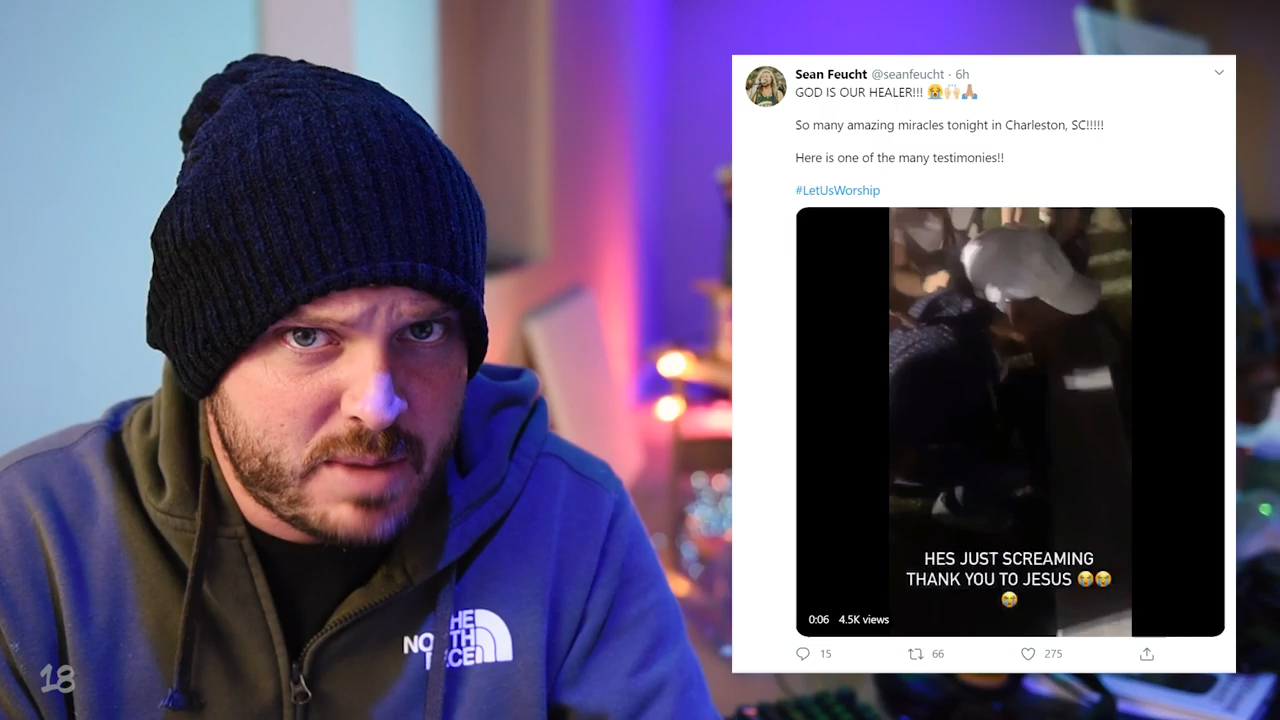 Sean Feucht @seanfeucht · 6h
GOD IS OUR HEALER!!! 😭🙌🏻🙏🏽
So many amazing miracles tonight in Charleston, SC!!!!!
Here is one of the many testimonies!!
#LetUsWorship
HES JUST SCREAMING
THANK YOU TO JESUS 😭😭
😭
0:06 4.5K views
15 66 275
THE
NORTH
FACE
18